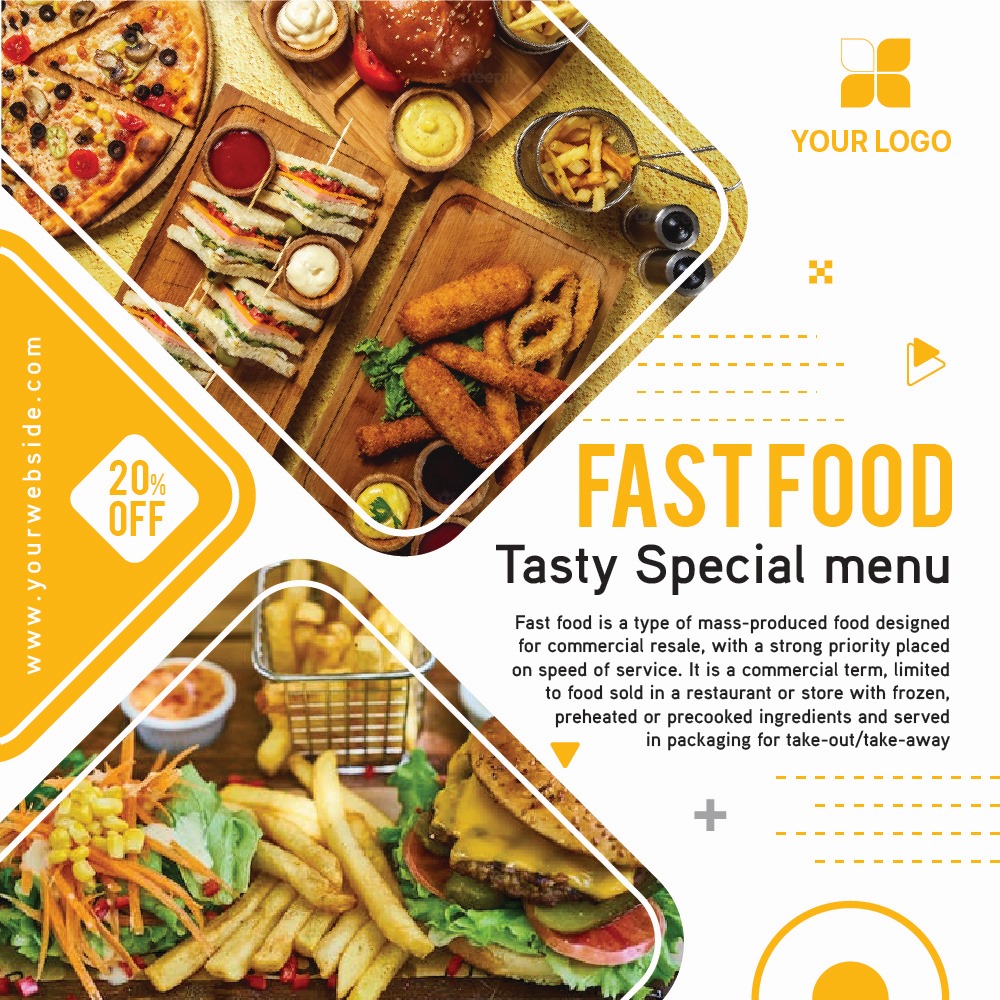 YOUR LOGO
www.yourwebside.com
20%
OFF
FAST FOOD
Tasty Special menu
Fast food is a type of mass-produced food designed
for commercial resale, with a strong priority placed
on speed of service. It is a commercial term, limited
to food sold in a restaurant or store with frozen,
preheated or precooked ingredients and served
in packaging for take-out/take-away